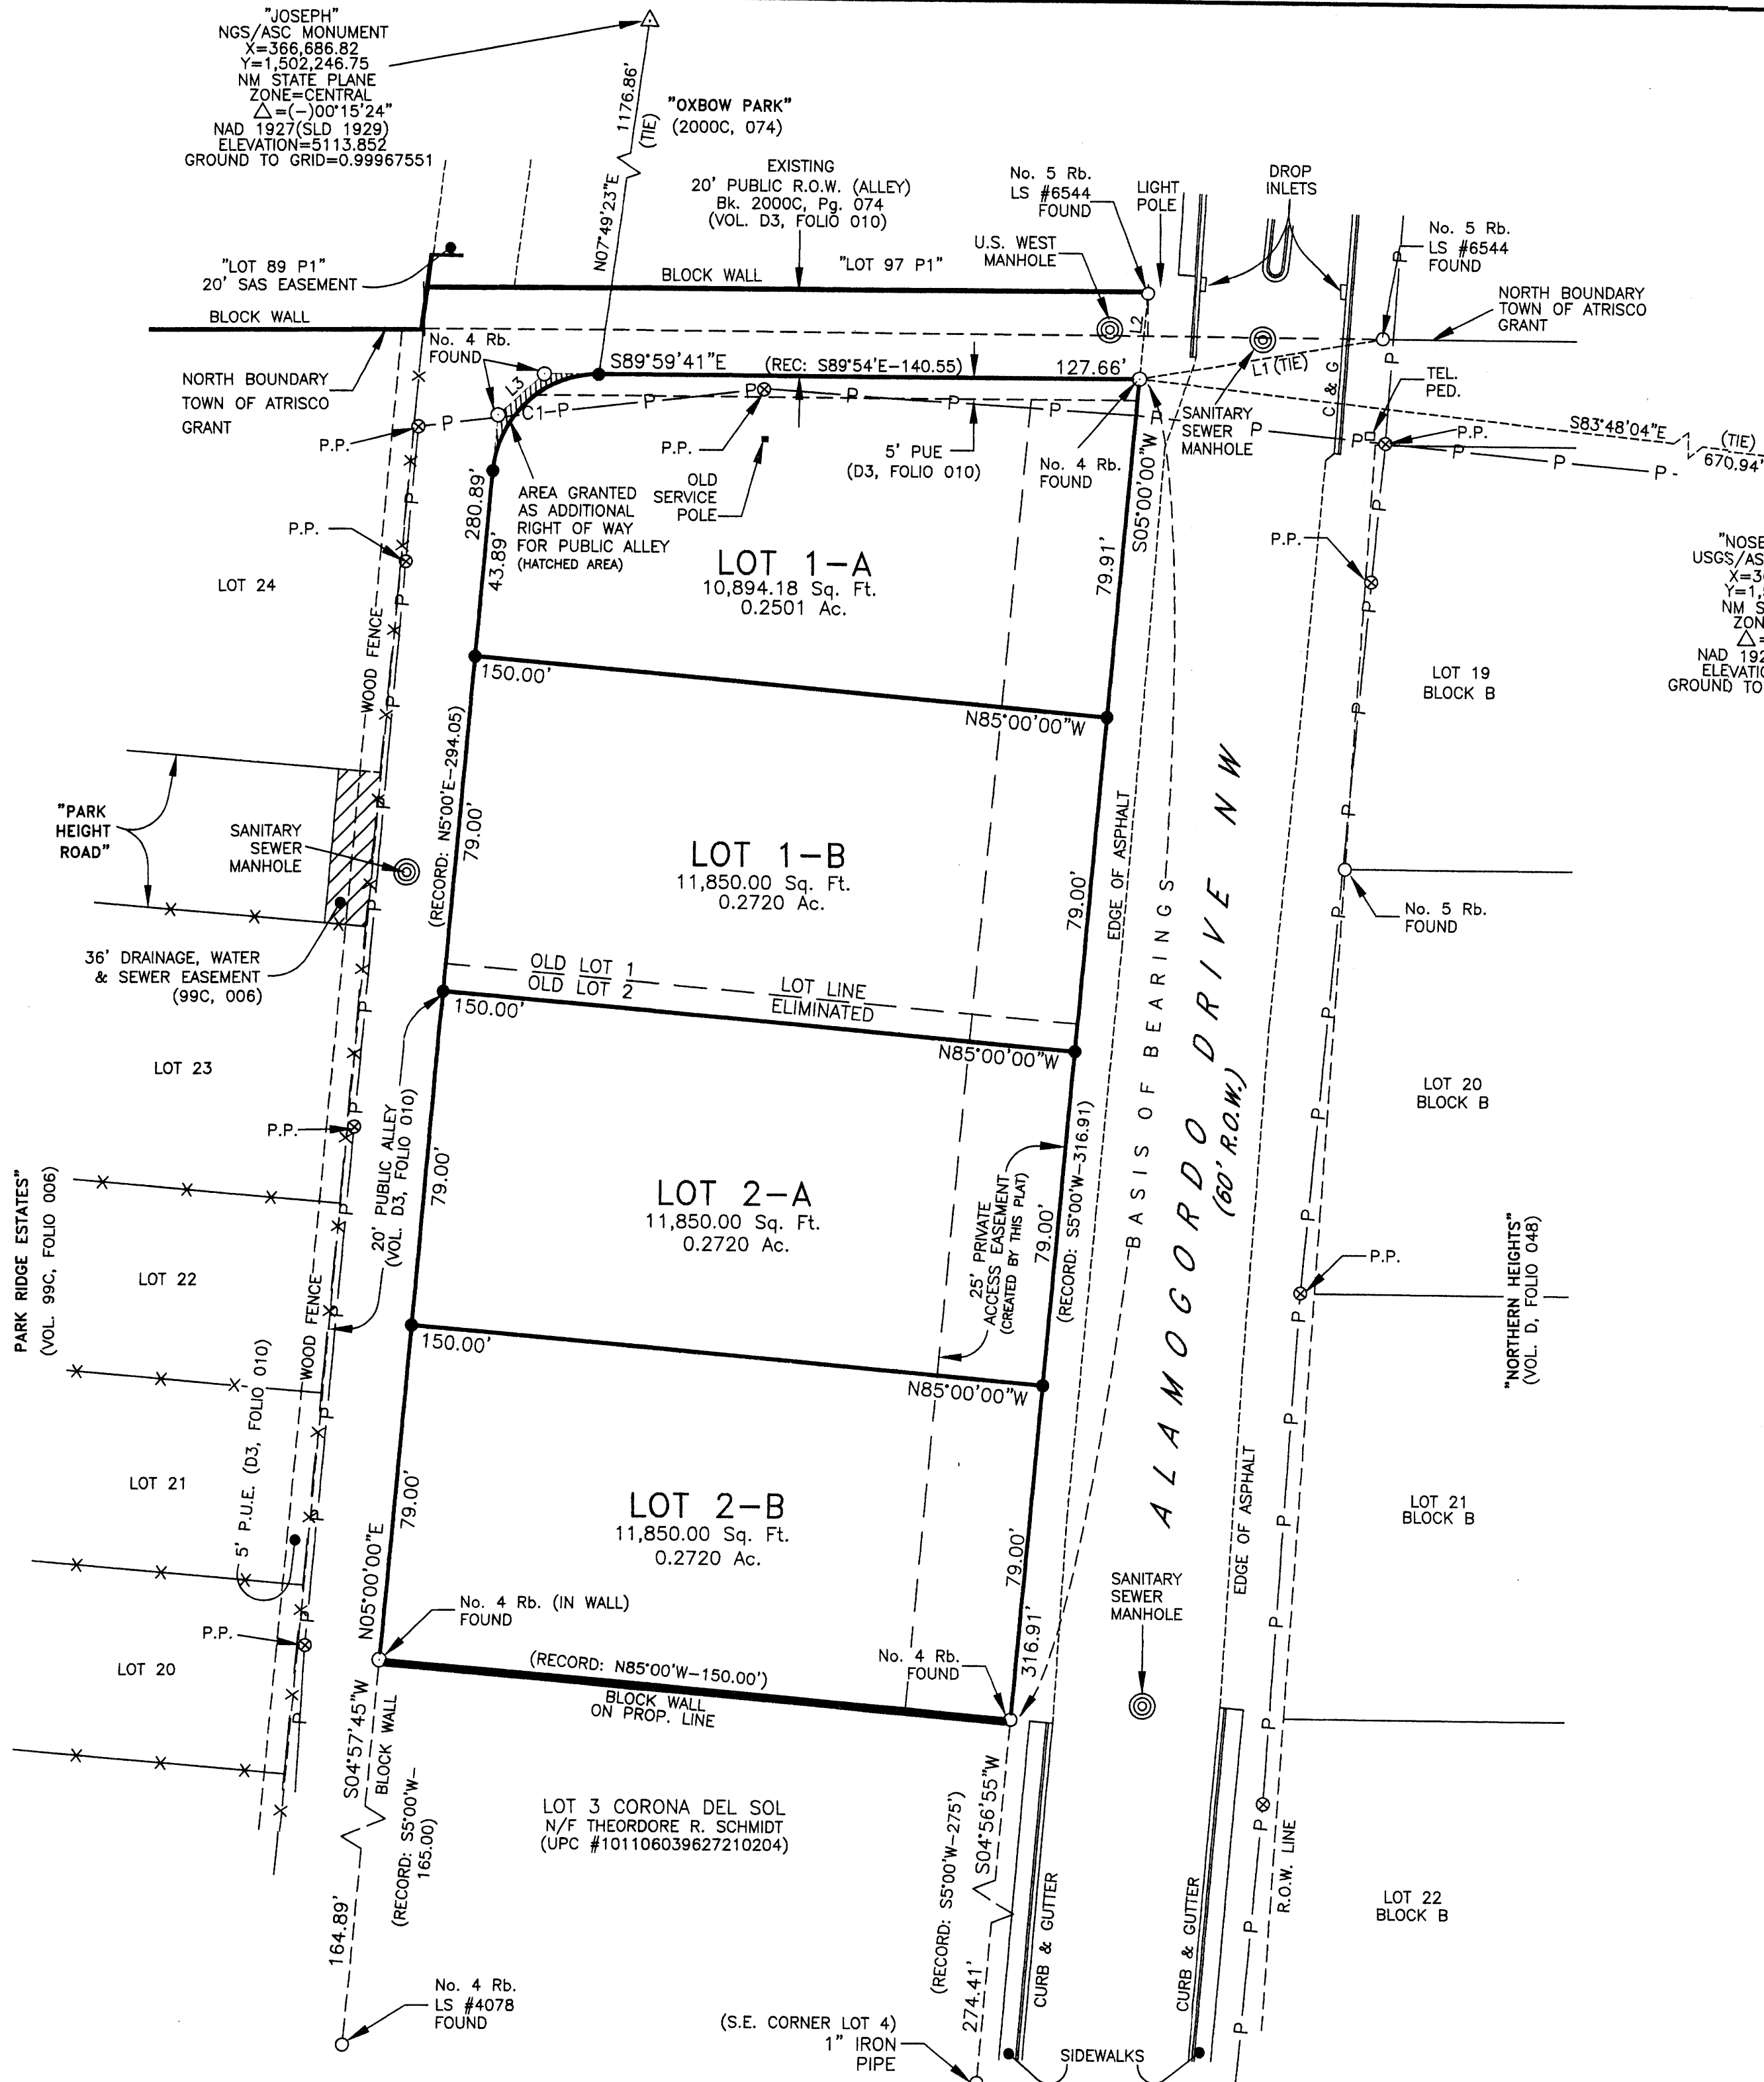 "JOSEPH"
NGS/ASC MONUMENT
X=366,686.82
Y=1,502,246.75
NM STATE PLANE
ZONE=CENTRAL
△=(-)00°15'24"
NAD 1927(SLD 1929)
ELEVATION=5113.852
GROUND TO GRID=0.99967551
1176.86'
(TIE)
N07°49'23"E
"OXBOW PARK"
(2000C, 074)
EXISTING
20' PUBLIC R.O.W. (ALLEY)
Bk. 2000C, Pg. 074
(VOL. D3, FOLIO 010)
No. 5 Rb.
LS #6544
FOUND
LIGHT
POLE
DROP
INLETS
No. 5 Rb.
LS #6544
FOUND
U.S. WEST
MANHOLE
"LOT 89 P1"
20' SAS EASEMENT
BLOCK WALL
"LOT 97 P1"
BLOCK WALL
L2
NORTH BOUNDARY
TOWN OF ATRISCO
GRANT
No. 4 Rb.
FOUND
S89°59'41"E
(REC: S89°54'E-140.55)
127.66'
L1 (TIE)
C & G
TEL.
PED.
NORTH BOUNDARY
TOWN OF ATRISCO
GRANT
L3
C1
P
P
P
P
P
P
P
P
P
P.P.
P.P.
5' PUE
(D3, FOLIO 010)
No. 4 Rb.
FOUND
SANITARY
SEWER
MANHOLE
P.P.
S83°48'04"E
(TIE)
670.94'
P
P
P
P
OLD
SERVICE
POLE
AREA GRANTED
AS ADDITIONAL
RIGHT OF WAY
FOR PUBLIC ALLEY
(HATCHED AREA)
280.89'
43.89'
S05°00'00"W
79.91'
P.P.
P.P.
"NOSE
USGS/AS
X=3
Y=1,
NM S
ZON
△=
NAD 192
ELEVATIO
GROUND TO
LOT 24
WOOD FENCE
LOT 1-A
10,894.18 Sq. Ft.
0.2501 Ac.
LOT 19
BLOCK B
150.00'
N85°00'00"W
(RECORD: N5°00'E-294.05)
79.00'
"PARK
HEIGHT
ROAD"
SANITARY
SEWER
MANHOLE
LOT 1-B
11,850.00 Sq. Ft.
0.2720 Ac.
79.00'
EDGE OF ASPHALT
BASIS OF BEARINGS
ALAMOGORDO DRIVE NW
(60' R.O.W.)
No. 5 Rb.
FOUND
36' DRAINAGE, WATER
& SEWER EASEMENT
(99C, 006)
OLD LOT 1
OLD LOT 2
LOT LINE
ELIMINATED
150.00'
N85°00'00"W
LOT 23
P.P.
20' PUBLIC ALLEY
(VOL. D3, FOLIO 010)
79.00'
LOT 2-A
11,850.00 Sq. Ft.
0.2720 Ac.
25' PRIVATE
ACCESS EASEMENT
(CREATED BY THIS PLAT)
79.00'
(RECORD: S5°00'W-316.91)
LOT 20
BLOCK B
PARK RIDGE ESTATES"
(VOL. 99C, FOLIO 006)
LOT 22
P.P.
"NORTHERN HEIGHTS"
(VOL. D, FOLIO 048)
150.00'
N85°00'00"W
5' P.U.E. (D3, FOLIO 010)
WOOD FENCE
LOT 21
79.00'
N05°00'00"E
LOT 2-B
11,850.00 Sq. Ft.
0.2720 Ac.
79.00'
316.91'
EDGE OF ASPHALT
LOT 21
BLOCK B
SANITARY
SEWER
MANHOLE
No. 4 Rb. (IN WALL)
FOUND
P.P.
LOT 20
(RECORD: N85°00'W-150.00')
BLOCK WALL
ON PROP. LINE
No. 4 Rb.
FOUND
S04°57'45"W
BLOCK WALL
(RECORD: S5°00'W-
165.00)
164.89'
LOT 3 CORONA DEL SOL
N/F THEORDORE R. SCHMIDT
(UPC #101106039627210204)
(RECORD: S5°00'W-275')
S04°56'55"W
274.41'
CURB & GUTTER
CURB & GUTTER
R.O.W. LINE
LOT 22
BLOCK B
No. 4 Rb.
LS #4078
FOUND
(S.E. CORNER LOT 4)
1" IRON
PIPE
SIDEWALKS